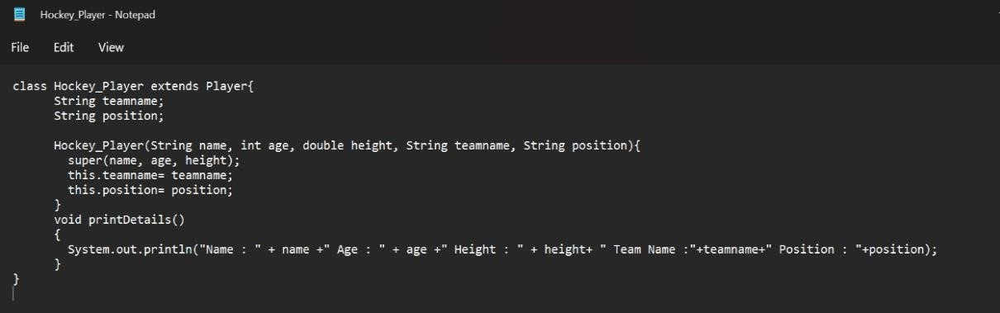 Hockey_Player - Notepad
File Edit View
class Hockey_Player extends Player{
String teamname;
String position;
Hockey_Player(String name, int age, double height, String teamname, String position){
super(name, age, height);
this.teamname= teamname;
this.position= position;
}
void printDetails()
{
System.out.println("Name : " + name +" Age : " + age +" Height : " + height+ " Team Name :"+teamname+" Position : "+position);
}
}